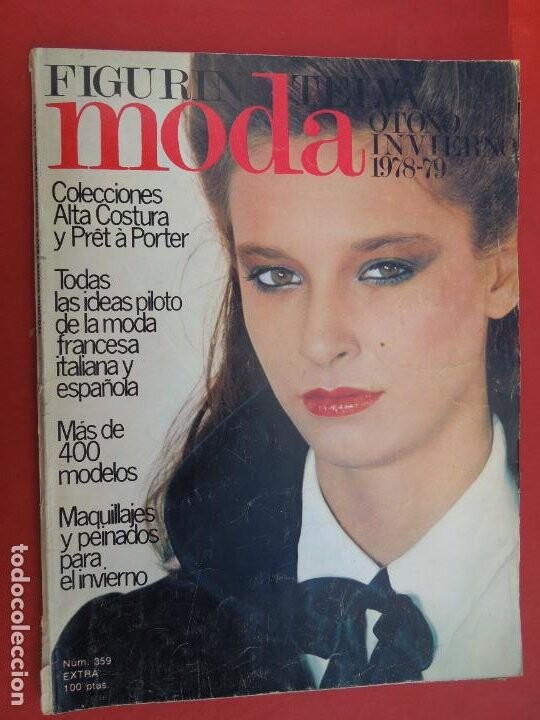 FIGURIN TELVA
moda
OTOÑO
INVIERNO
1978-79
Colecciones
Alta Costura
y Prêt à Porter
Todas
las ideas piloto
de la moda
francesa
italiana y
española
Más de
400
modelos
Maquillajes
y peinados
para
el invierno
Núm. 359
EXTRA
100 ptas.
todocoleccion.net